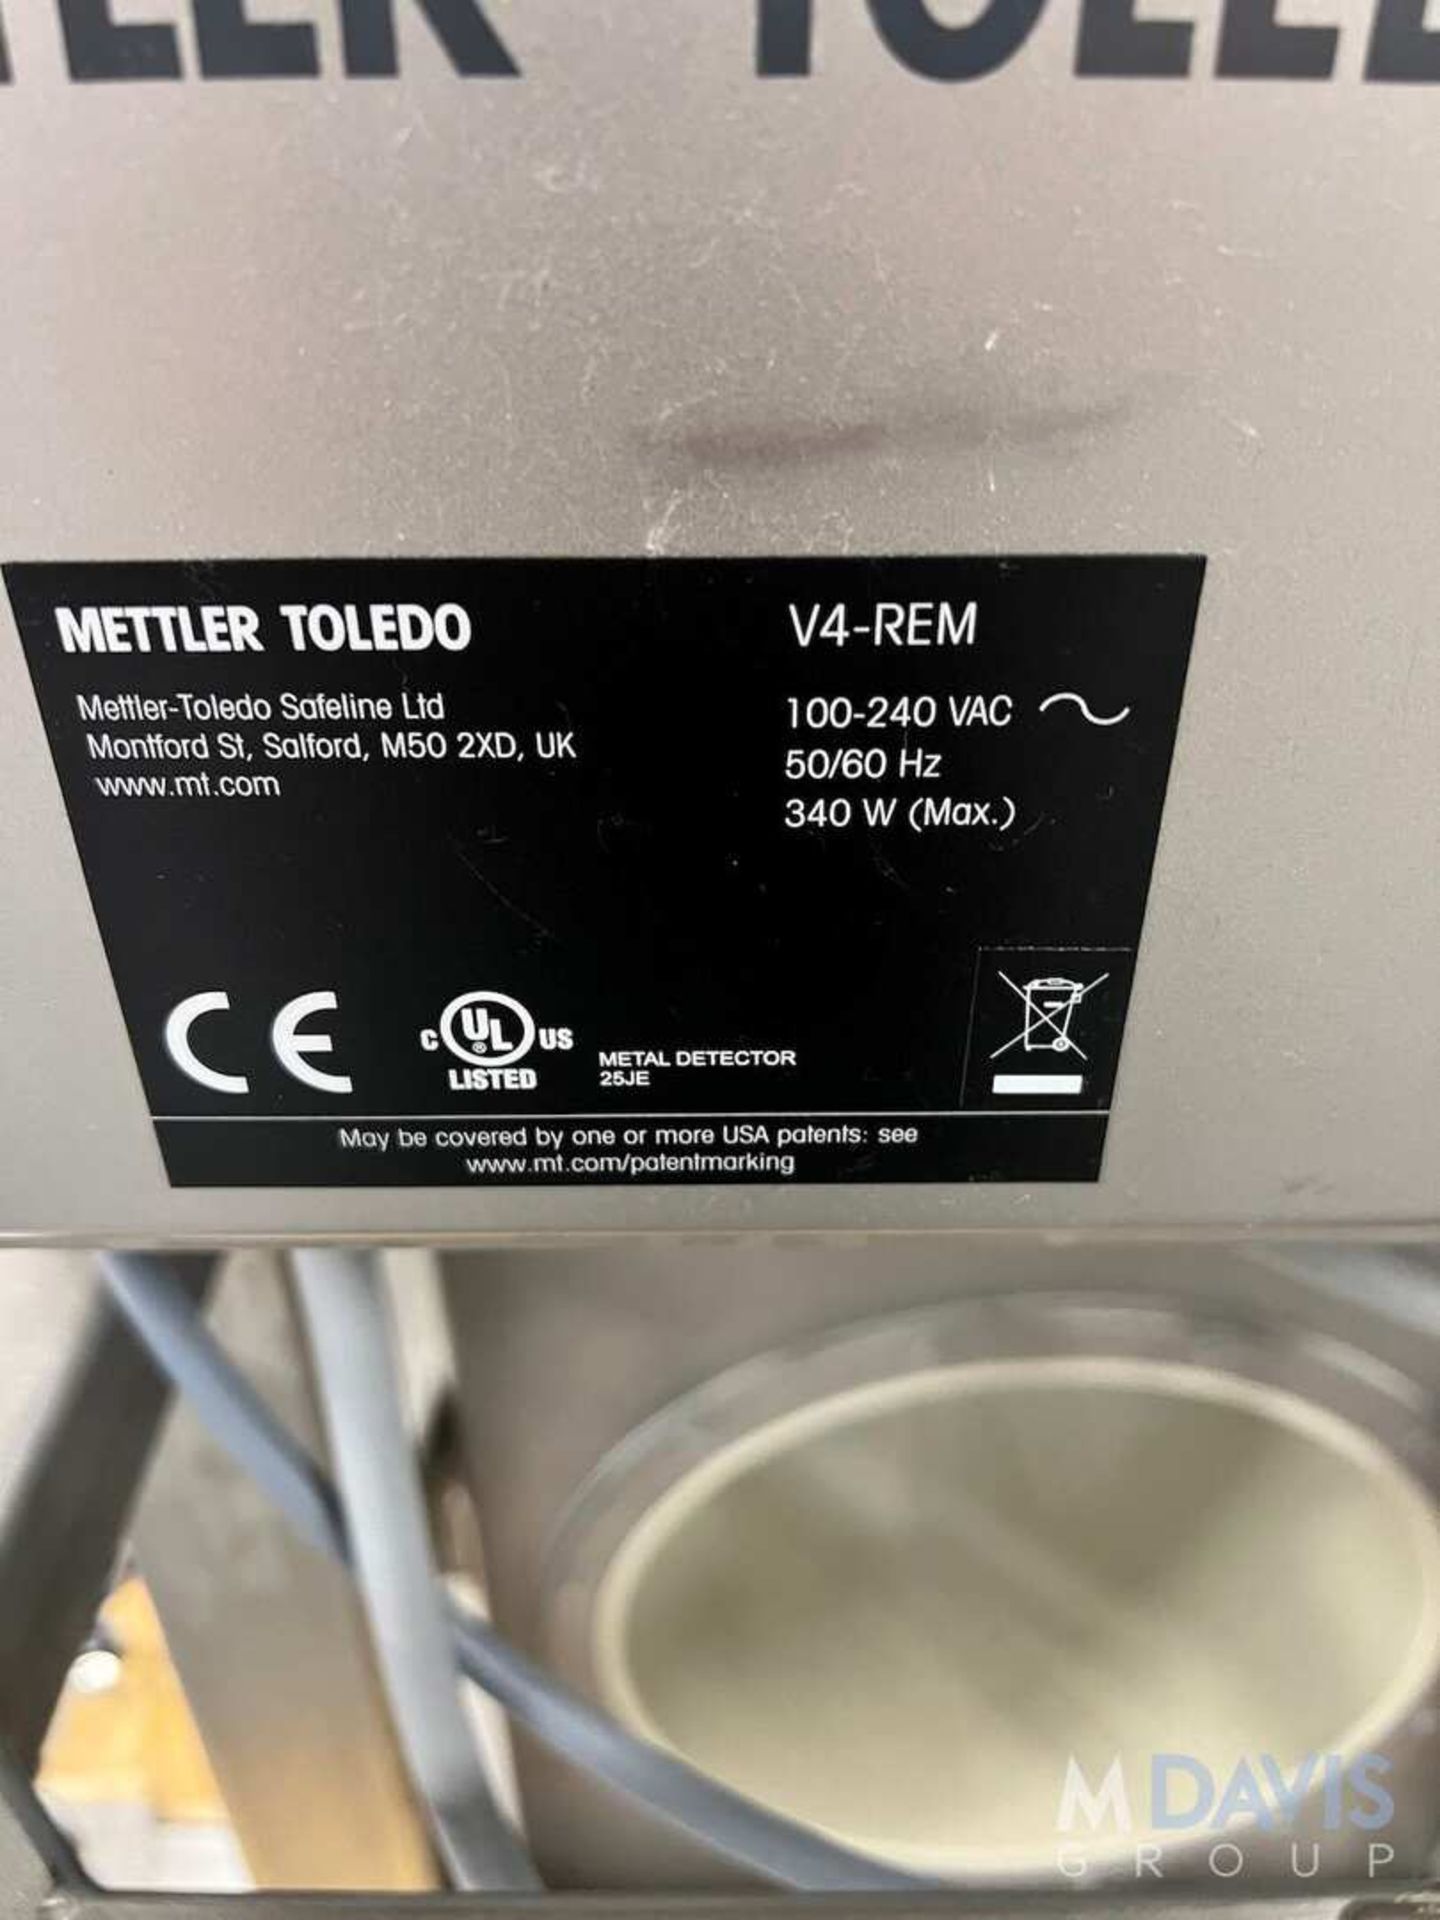 METTLER TOLEDO
V4-REM
Mettler-Toledo Safeline Ltd
Montford St, Salford, M50 2XD, UK
www.mt.com
100-240 VAC
50/60 Hz
340 W (Max.)
CE
C UL ® US
LISTED
METAL DETECTOR
25JE
May be covered by one or more USA patents: see
www.mt.com/patentmarking
M DAVIS
GROUP